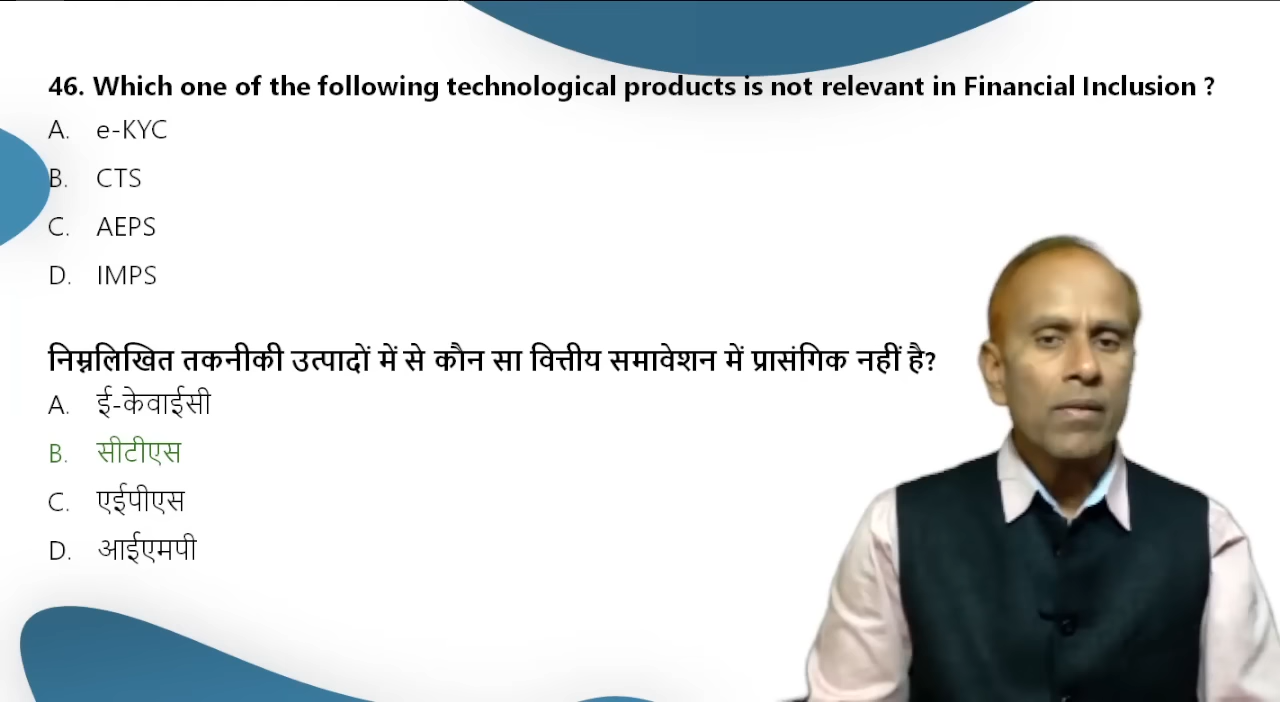 46. Which one of the following technological products is not relevant in Financial Inclusion ?
A. e-KYC
B. CTS
C. AEPS
D. IMPS
निम्नलिखित तकनीकी उत्पादों में से कौन सा वित्तीय समावेशन में प्रासंगिक नहीं है?
A. ई-केवाईसी
B. सीटीएस
C. एईपीएस
D. आईएमपी